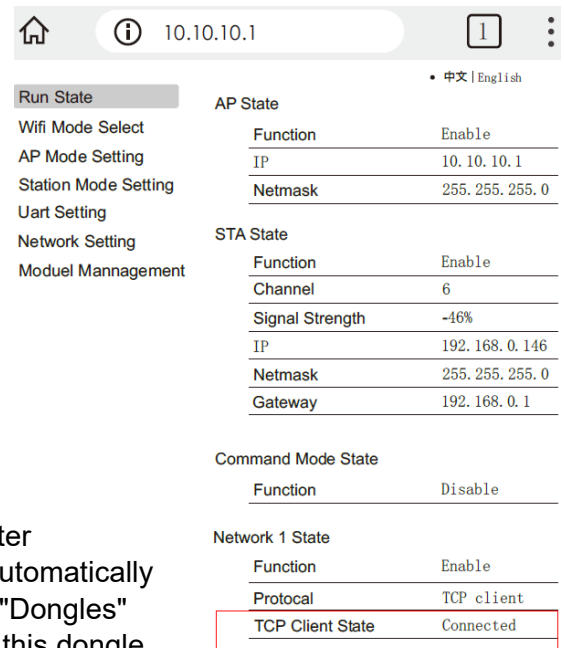 10.10.10.1
1
• 中文 | English
Run State
Wifi Mode Select
AP Mode Setting
Station Mode Setting
Uart Setting
Network Setting
Moduel Mannagement
AP State
Function Enable
IP 10.10.10.1
Netmask 255.255.255.0
STA State
Function Enable
Channel 6
Signal Strength -46%
IP 192.168.0.146
Netmask 255.255.255.0
Gateway 192.168.0.1
Command Mode State
Function Disable
Network 1 State
Function Enable
Protocal TCP client
TCP Client State Connected
ter
utomatically
"Dongles"
this dongle